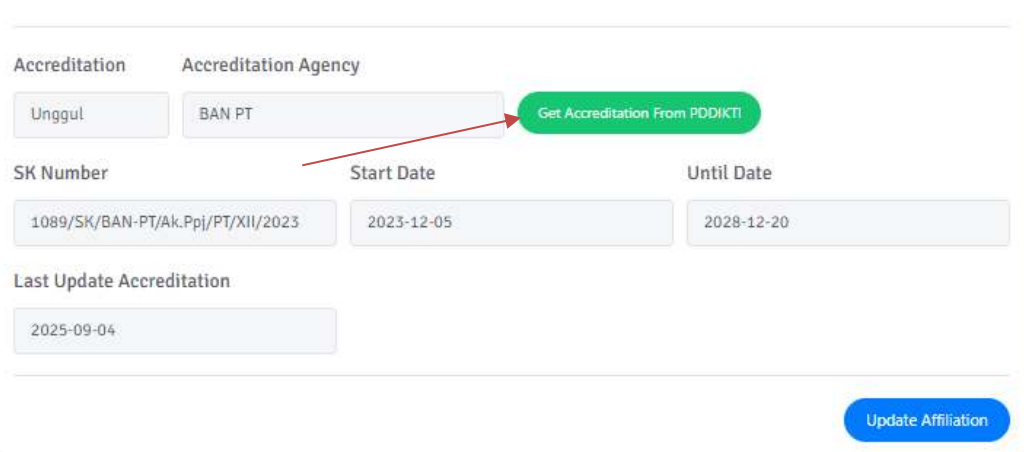 Accreditation Accreditation Agency
Unggul BAN PT Get Accreditation From PDDIKTI
SK Number Start Date Until Date
1089/SK/BAN-PT/Ak.Ppj/PT/XII/2023 2023-12-05 2028-12-20
Last Update Accreditation
2025-09-04
Update Affiliation